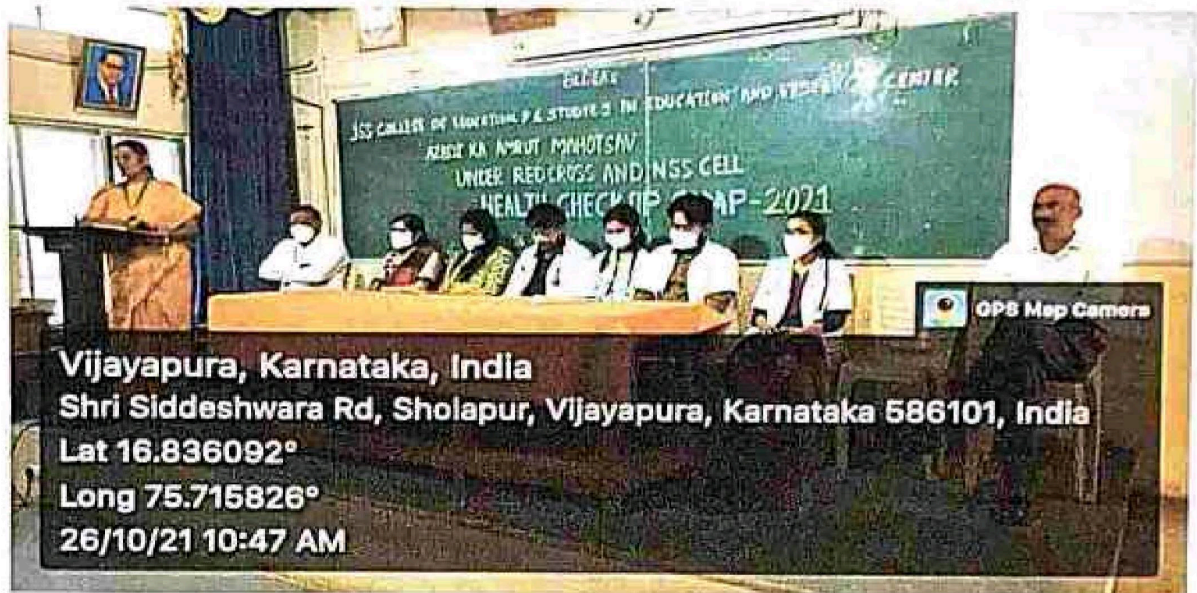 JSS COLLEGE OF EDUCATION P G STUDIES IN EDUCATION AND RESEARCH CENTER
AZADI KA AMRUT MAHOTSAV
UNDER REDCROSS AND NSS CELL
HEALTH CHECK UP -2021
GPS Map Camera
Vijayapura, Karnataka, India
Shri Siddeshwara Rd, Sholapur, Vijayapura, Karnataka 586101, India
Lat 16.836092°
Long 75.715826°
26/10/21 10:47 AM